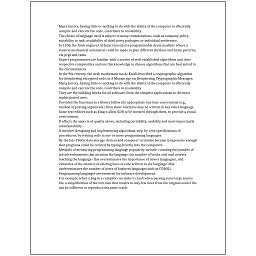 Many factors, having little or nothing to do with the ability of the computer to efficiently
compile and execute the code, contribute to readability.
The choice of language used is subject to many considerations, such as company policy,
suitability to task, availability of third-party packages, or individual preference.
In 1206, the Arab engineer Al-Jazari invented a programmable drum machine where a
musical mechanical automaton could be made to play different rhythms and drum patterns,
via pegs and cams.
Expert programmers are familiar with a variety of well-established algorithms and their
respective complexities and use this knowledge to choose algorithms that are best suited to
the circumstances.
In the 9th century, the Arab mathematician Al-Kindi described a cryptographic algorithm
for deciphering encrypted code, in A Manuscript on Deciphering Cryptographic Messages.
Many factors, having little or nothing to do with the ability of the computer to efficiently
compile and execute the code, contribute to readability.
They are the building blocks for all software, from the simplest applications to the most
sophisticated ones.
Provided the functions in a library follow the appropriate run-time conventions (e.g.,
method of passing arguments), then these functions may be written in any other language.
Some text editors such as Emacs allow GDB to be invoked through them, to provide a visual
environment.
It affects the aspects of quality above, including portability, usability and most importantly
maintainability.
It involves designing and implementing algorithms, step-by-step specifications of
procedures, by writing code in one or more programming languages.
By the late 1960s, data storage devices and computer terminals became inexpensive enough
that programs could be created by typing directly into the computers.
Methods of measuring programming language popularity include: counting the number of
job advertisements that mention the language, the number of books sold and courses
teaching the language (this overestimates the importance of newer languages), and
estimates of the number of existing lines of code written in the language (this
underestimates the number of users of business languages such as COBOL).
Programming languages are essential for software development.
For example, when a bug in a compiler can make it crash when parsing some large source
file, a simplification of the test case that results in only few lines from the original source file
can be sufficient to reproduce the same crash.